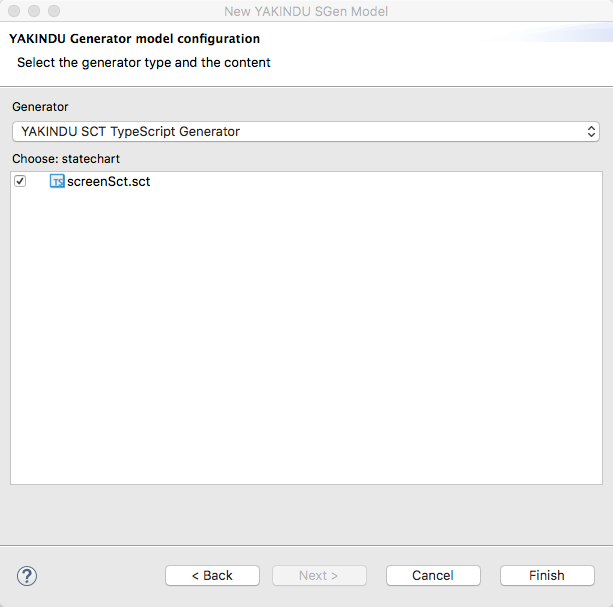 New YAKINDU SGen Model
YAKINDU Generator model configuration
Select the generator type and the content
Generator
YAKINDU SCT TypeScript Generator
Choose: statechart
TS screenSct.sct
?
< Back
Next >
Cancel
Finish